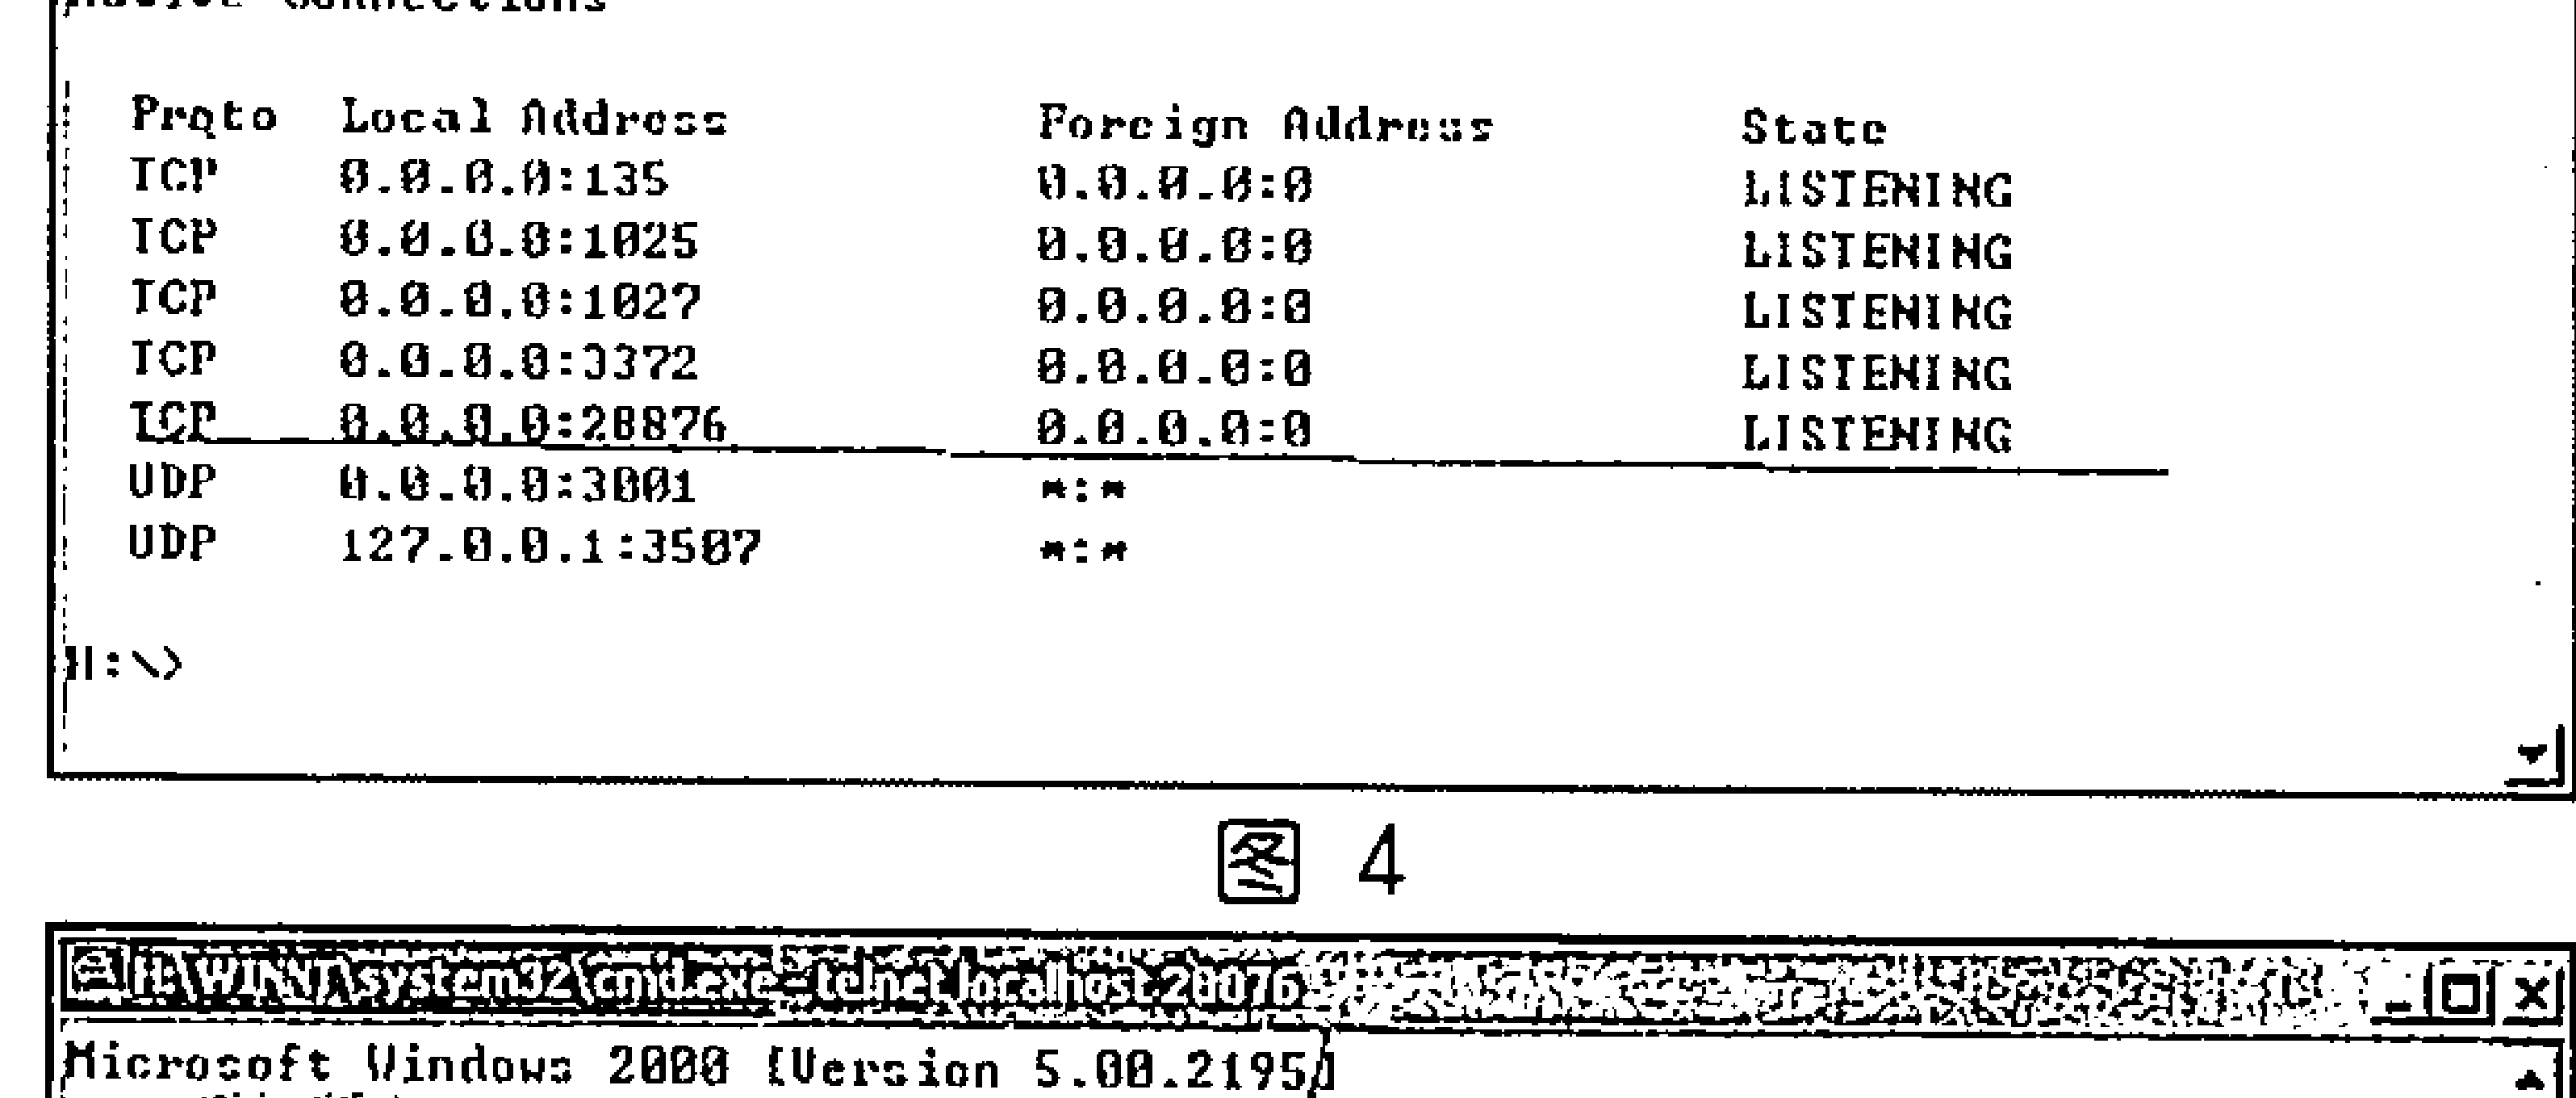 Active Connections
Proto Local Address Foreign Address State
TCP 0.0.0.0:135 0.0.0.0:0 LISTENING
TCP 0.0.0.0:1025 0.0.0.0:0 LISTENING
TCP 0.0.0.0:1027 0.0.0.0:0 LISTENING
TCP 0.0.0.0:3372 0.0.0.0:0 LISTENING
TCP 0.0.0.0:28876 0.0.0.0:0 LISTENING
UDP 0.0.0.0:3001 *:*
UDP 127.0.0.1:3507 *:*
H:\>
图 4
H:\WINNT\system32\cmd.exe - telnet localhost 28876
Microsoft Windows 2000 [Version 5.00.2195]